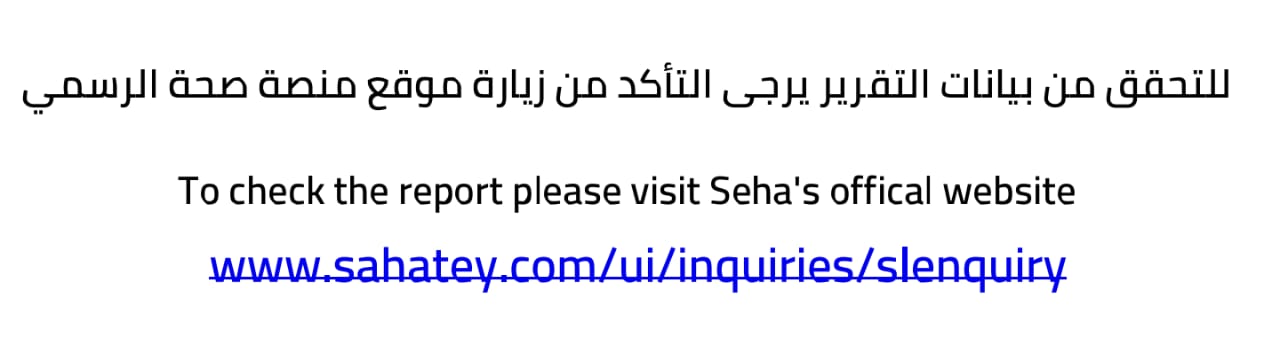 للتحقق من بيانات التقرير يرجى التأكد من زيارة موقع منصة صحة الرسمي
To check the report please visit Seha's offical website
www.sahatey.com/ui/inquiries/slenquiry